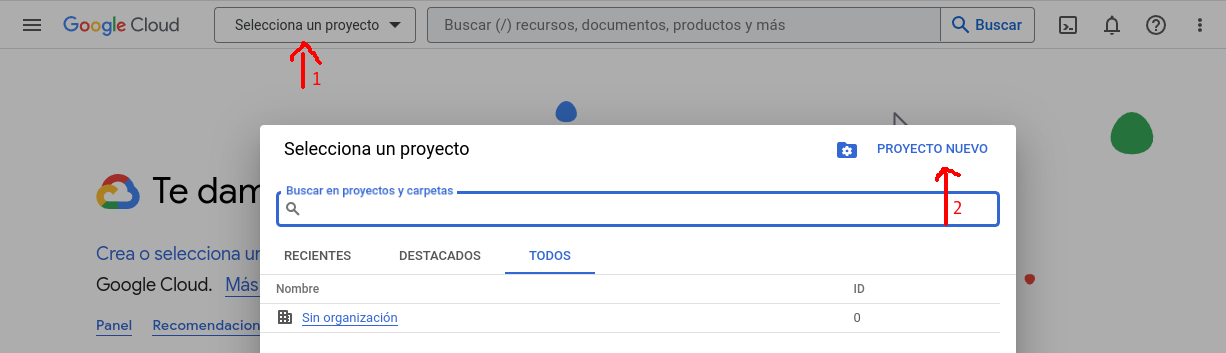 Google Cloud Selecciona un proyecto Buscar (/) recursos, documentos, productos y más Buscar
1
Selecciona un proyecto PROYECTO NUEVO
Te dam
Buscar en proyectos y carpetas
2
Crea o selecciona ur
RECIENTES DESTACADOS TODOS
Google Cloud. Más
Nombre ID
Panel Recomendacion
Sin organización 0